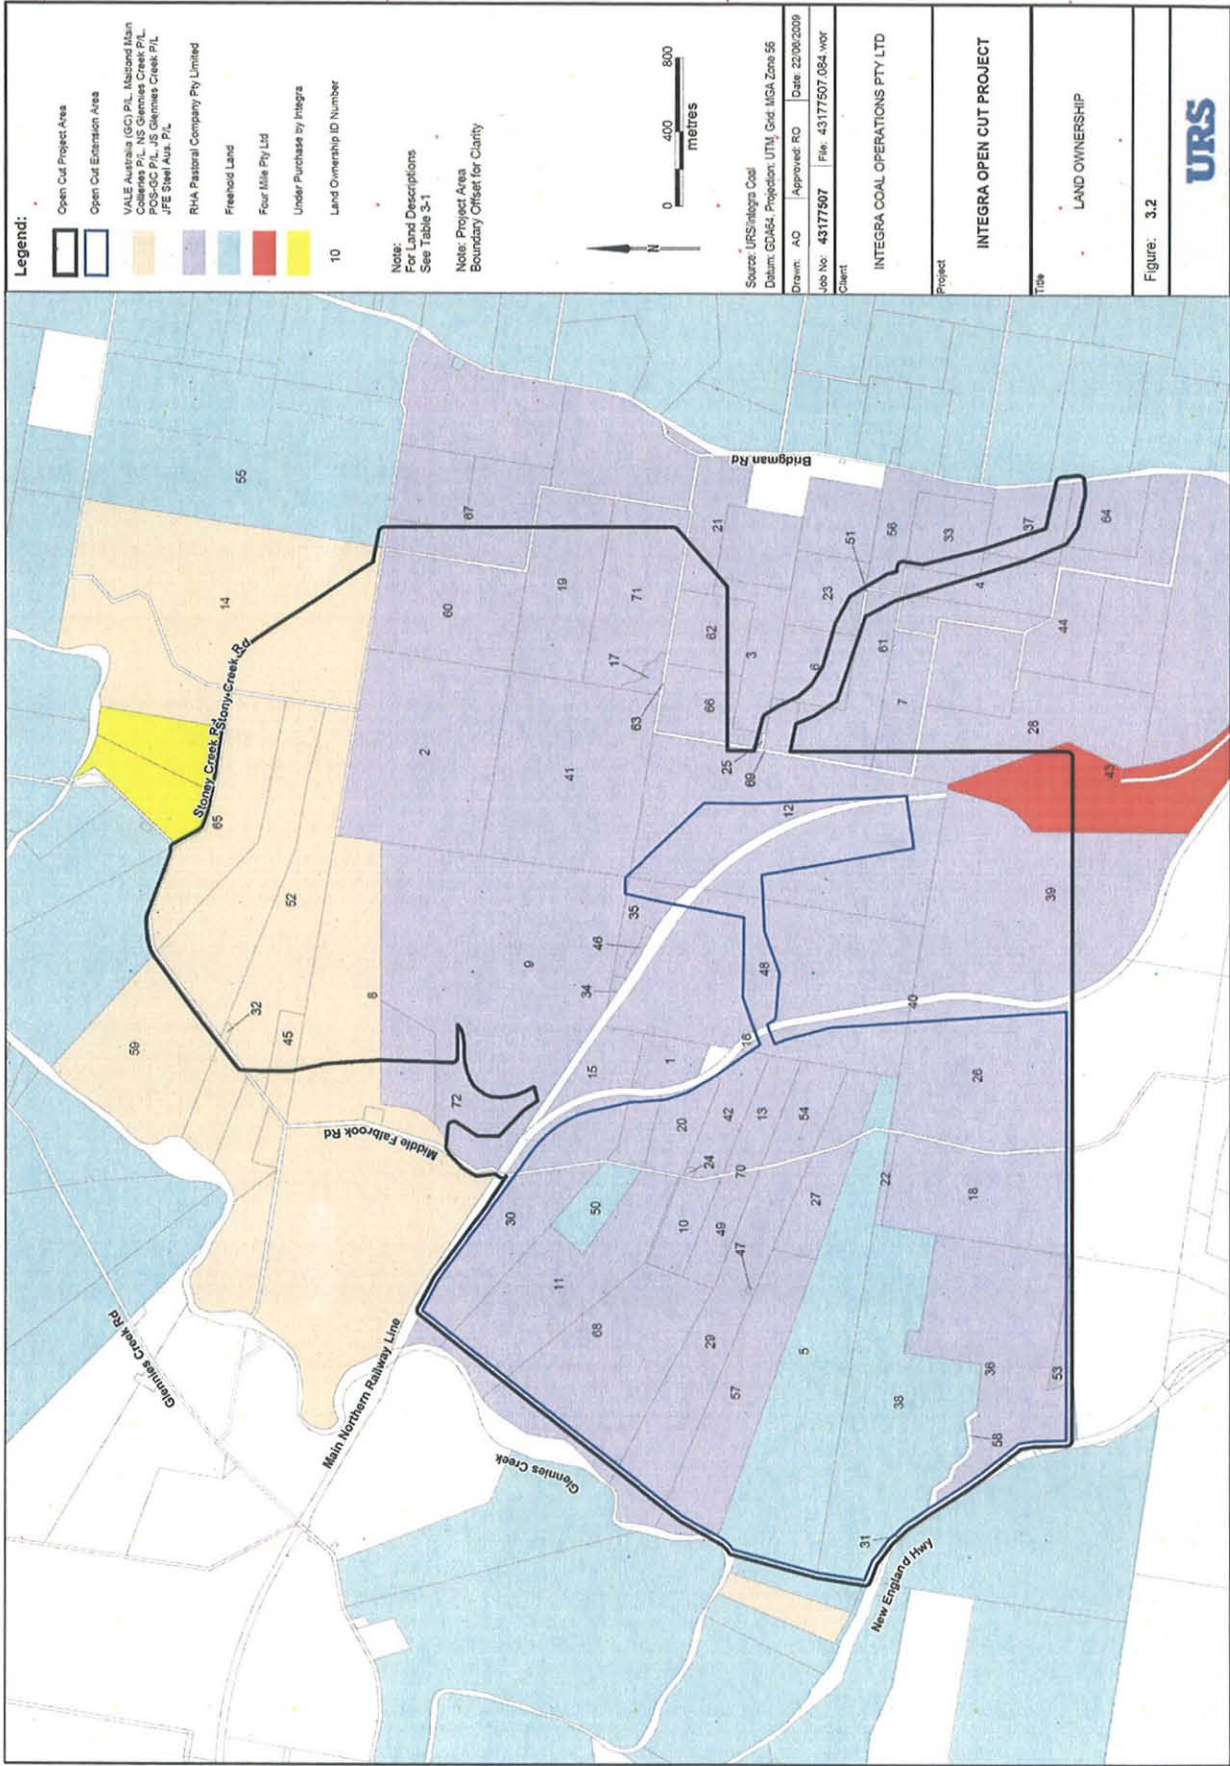 Legend:
Open Cut Project Area
Open Cut Extension Area
VALE Australia (GC) P/L, Maitland Main
Collieries P/L, NS Glennies Creek P/L,
POS-GC P/L, JS Glennies Creek P/L
JFE Steel Aus. P/L
RHA Pastoral Company Pty Limited
Freehold Land
Four Mile Pty Ltd
Under Purchase by Integra
10 Land Ownership ID Number
Note:
For Land Descriptions
See Table 3-1
Note: Project Area
Boundary Offset for Clarity
N
0 400 800
metres
Source: URS/Integra Coal
Datum: GDA64, Projection: UTM, Grid: MGA Zone 56
Drawn: AO Approved: RO Date: 22/06/2009
Job No: 43177507 File: 43177507.084.wor
Client
INTEGRA COAL OPERATIONS PTY LTD
Project
INTEGRA OPEN CUT PROJECT
Title
LAND OWNERSHIP
Figure: 3.2
URS
Glennies Creek Rd
Main Northern Railway Line
Glennies Creek
New England Hwy
Middle Falbrook Rd
Stoney Creek Rd
Stony Creek Rd
Bridgman Rd
55
14
65
52
59
32
45
8
72
67
60
2
19
71
17
63
41
9
35
46
34
15
1
16
48
12
21
62
3
66
25
69
51
56
23
6
61
7
33
37
4
64
44
28
43
39
40
26
30
50
11
68
20
42
13
54
24
70
10
49
47
27
29
57
5
22
18
38
36
53
58
31